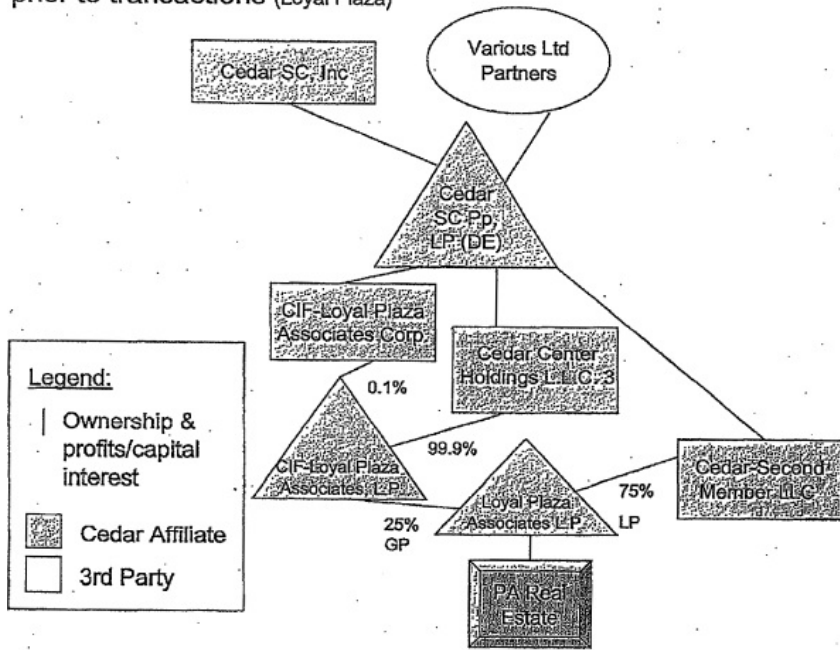 prior to transactions (Loyal Plaza)
Cedar SC, Inc
Various Ltd
Partners
Cedar
SC Pp,
LP (DE)
CIF-Loyal Plaza
Associates Corp.
Cedar Center
Holdings L.L.C. 3
0.1%
99.9%
CIF-Loyal Plaza
Associates, L.P.
Loyal Plaza
Associates L.P.
75%
LP
Cedar-Second
Member LLC
25%
GP
PA Real
Estate
Legend:
Ownership &
profits/capital
interest
Cedar Affiliate
3rd Party